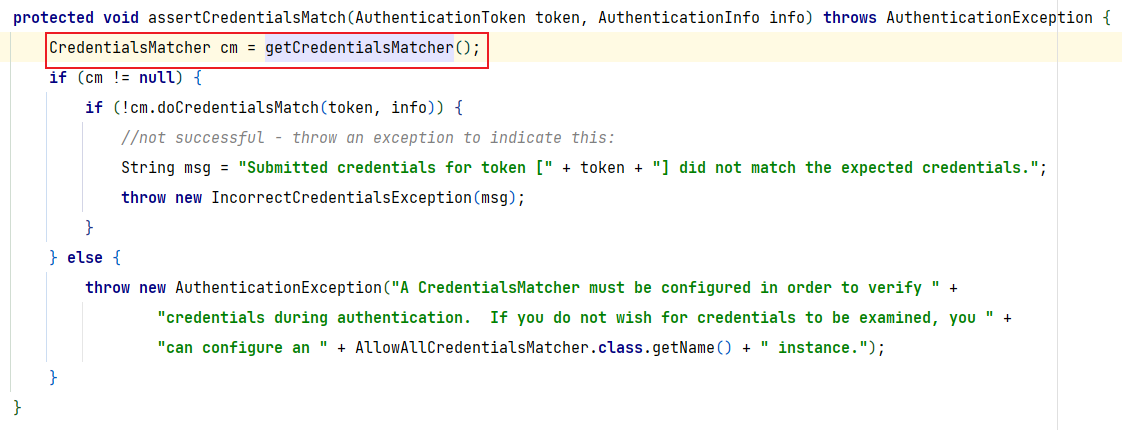 protected void assertCredentialsMatch(AuthenticationToken token, AuthenticationInfo info) throws AuthenticationException {
    CredentialsMatcher cm = getCredentialsMatcher();
    if (cm != null) {
        if (!cm.doCredentialsMatch(token, info)) {
            //not successful - throw an exception to indicate this:
            String msg = "Submitted credentials for token [" + token + "] did not match the expected credentials.";
            throw new IncorrectCredentialsException(msg);
        }
    } else {
        throw new AuthenticationException("A CredentialsMatcher must be configured in order to verify " +
                "credentials during authentication.  If you do not wish for credentials to be examined, you " +
                "can configure an " + AllowAllCredentialsMatcher.class.getName() + " instance.");
    }
}